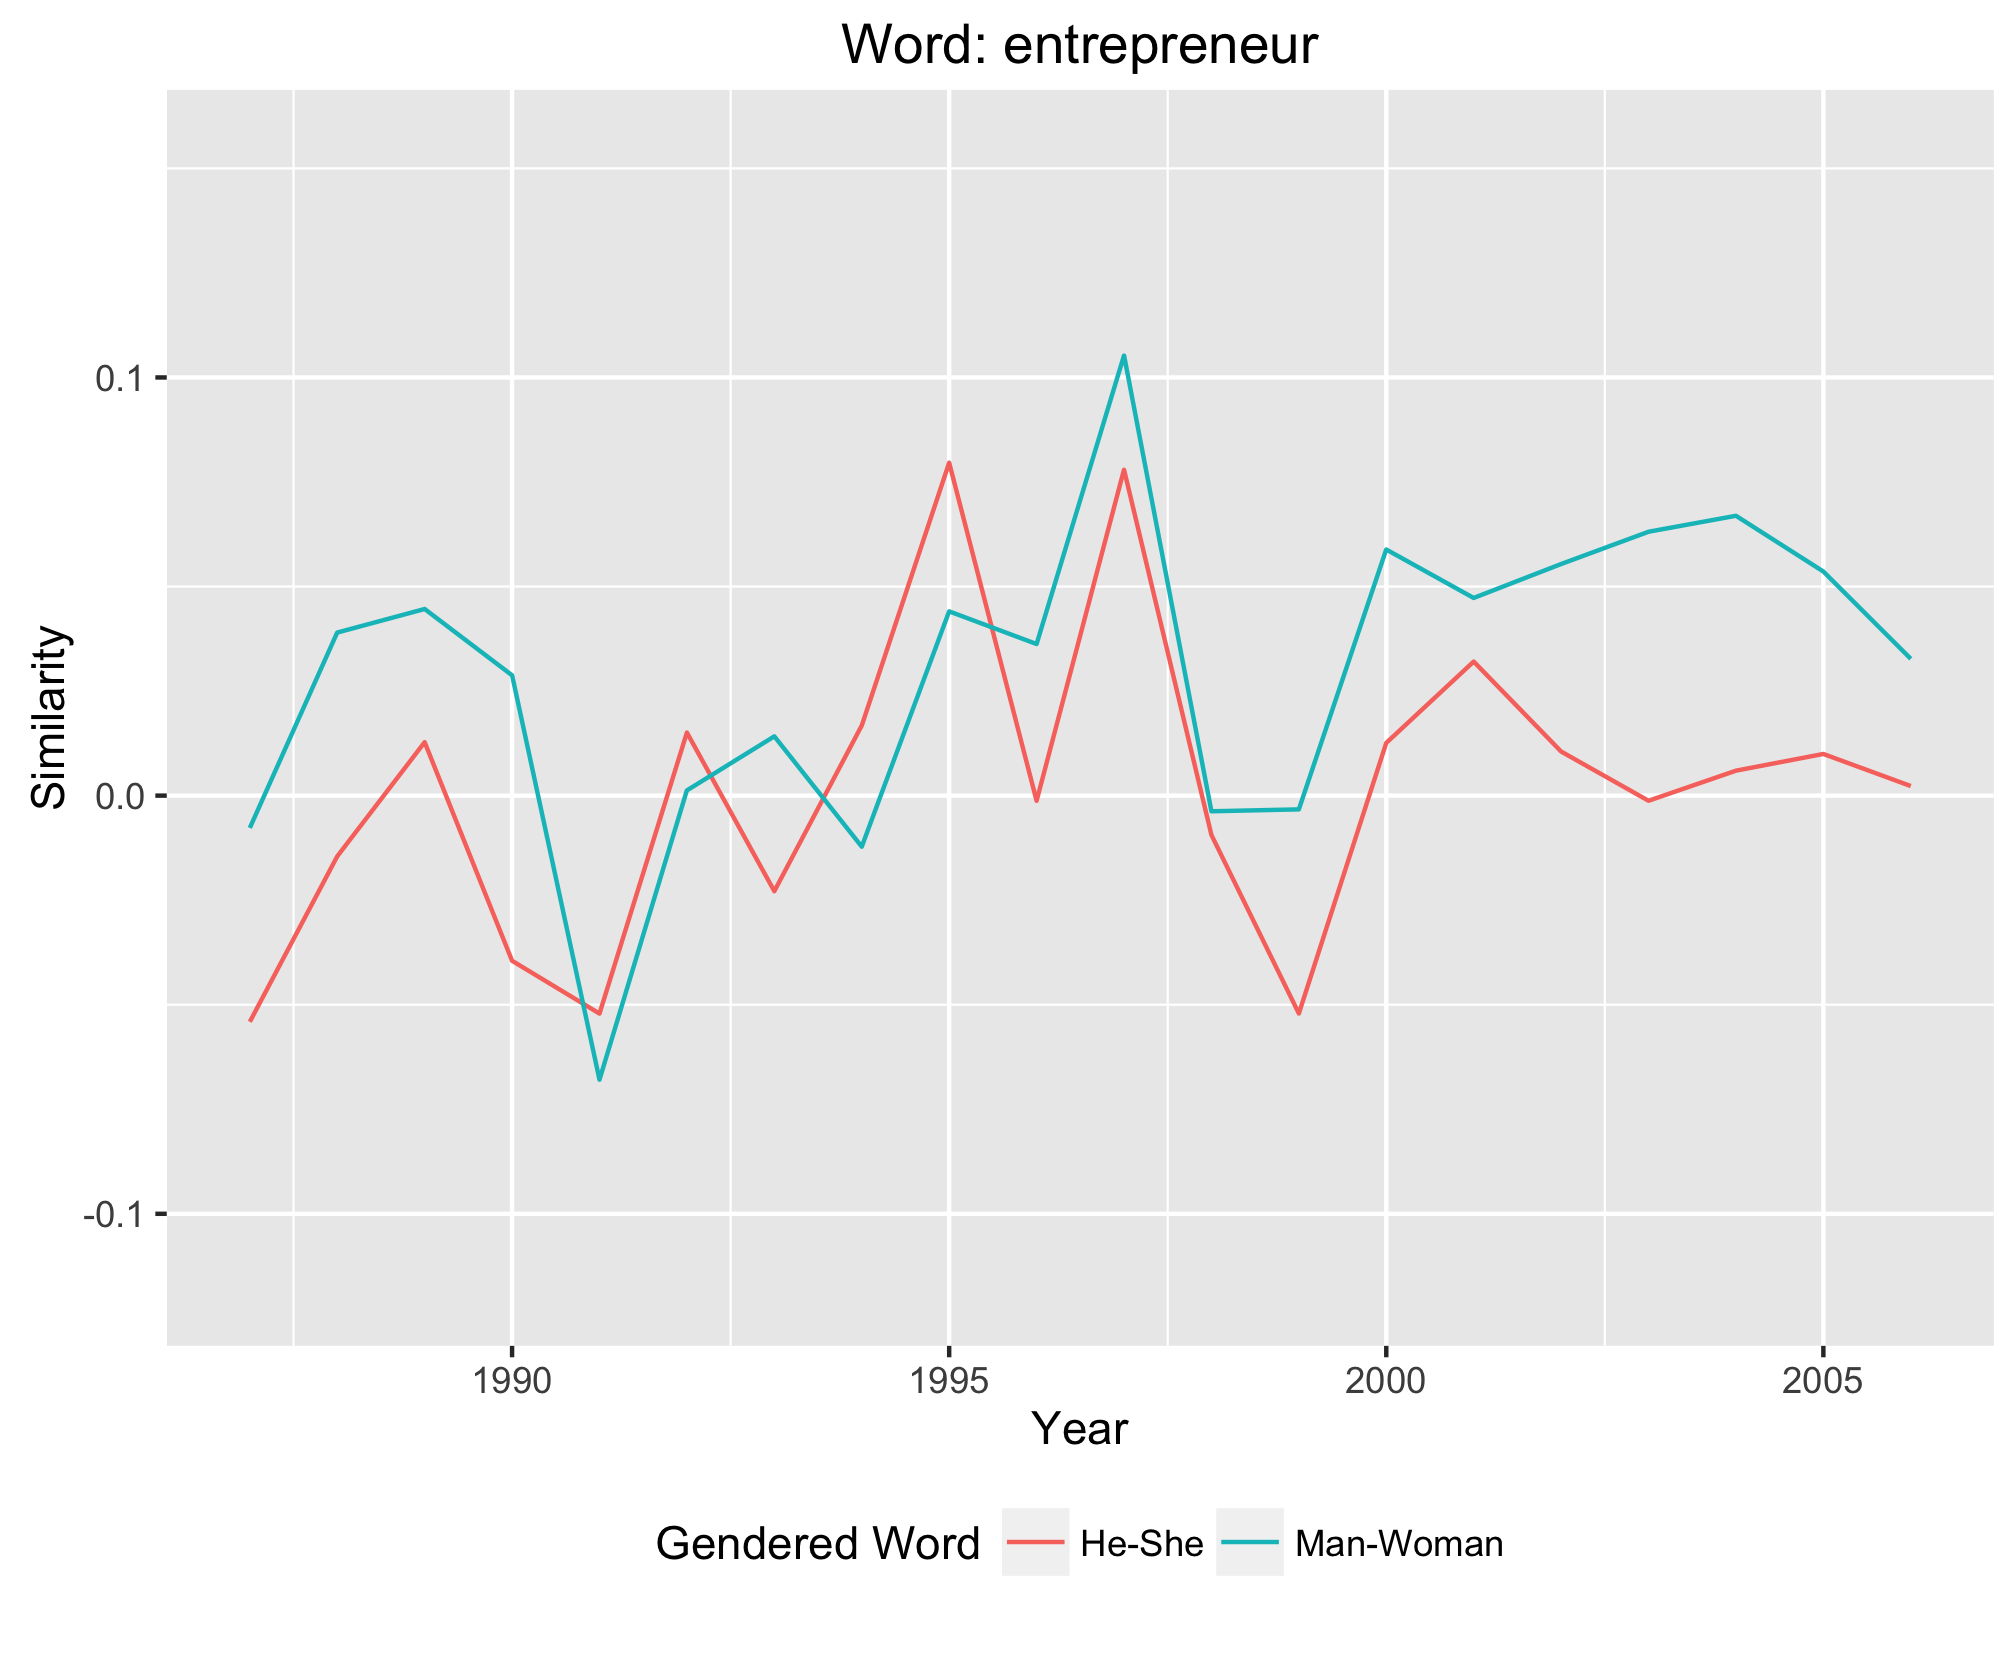 Word: entrepreneur
Similarity
0.1
0.0
-0.1
1990 1995 2000 2005
Year
Gendered Word He-She Man-Woman